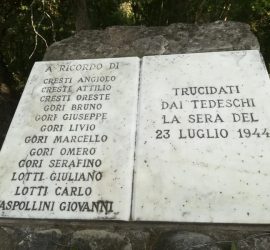 A RICORDO DI
CRESTI ANGIOLO
CRESTI ATTILIO
CRESTI ORESTE
GORI BRUNO
GORI GIUSEPPE
GORI LIVIO
GORI MARCELLO
GORI OMERO
GORI SERAFINO
LOTTI GIULIANO
LOTTI CARLO
ASPOLLINI GIOVANNI
TRUCIDATI
DAI TEDESCHI
LA SERA DEL
23 LUGLIO 1944